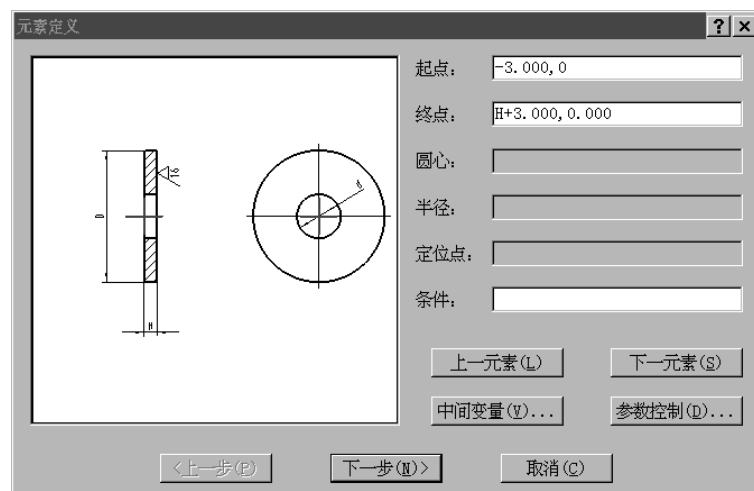 元素定义
起点: -3.000,0
终点: H+3.000,0.000
圆心:
半径:
定位点:
条件:
D
16
d
H
上一元素(L) 下一元素(S)
中间变量(V)... 参数控制(D)...
<上一步(P) 下一步(N)> 取消(C)